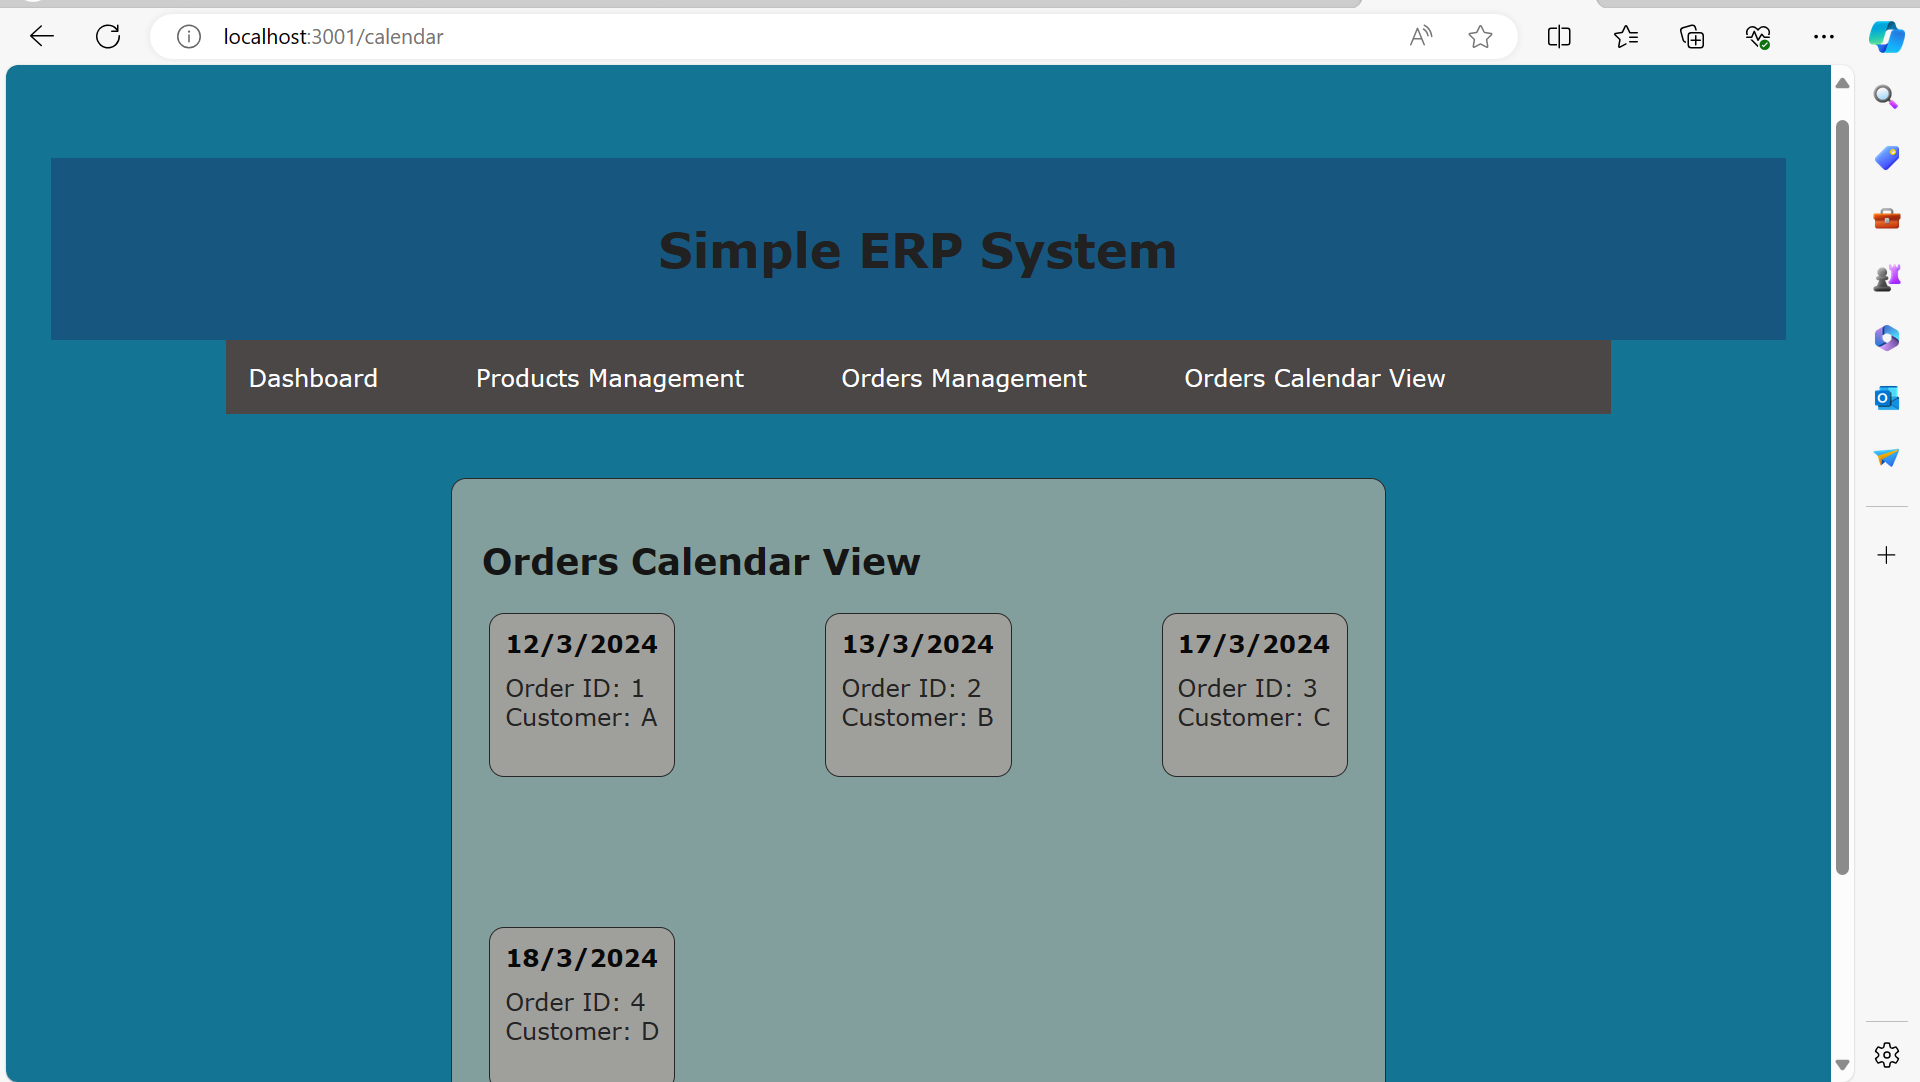 localhost:3001/calendar
Simple ERP System
Dashboard Products Management Orders Management Orders Calendar View
Orders Calendar View
12/3/2024
Order ID: 1
Customer: A
13/3/2024
Order ID: 2
Customer: B
17/3/2024
Order ID: 3
Customer: C
18/3/2024
Order ID: 4
Customer: D